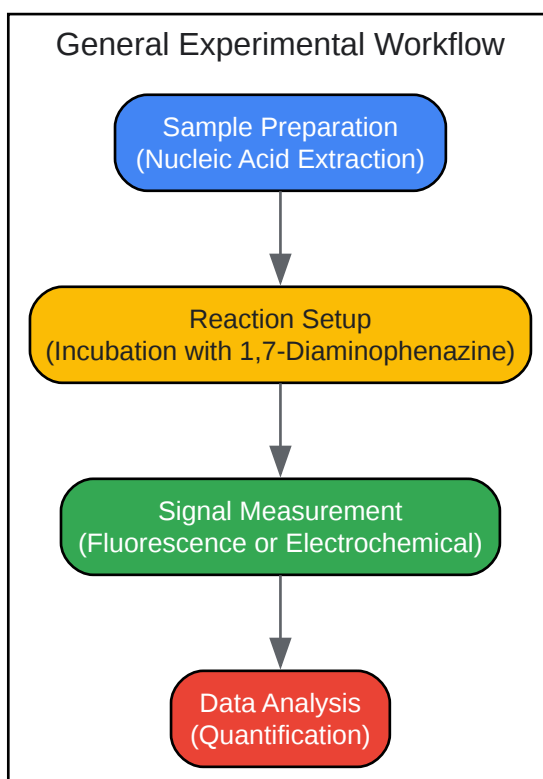 General Experimental Workflow
Sample Preparation
(Nucleic Acid Extraction)
Reaction Setup
(Incubation with 1,7-Diaminophenazine)
Signal Measurement
(Fluorescence or Electrochemical)
Data Analysis
(Quantification)